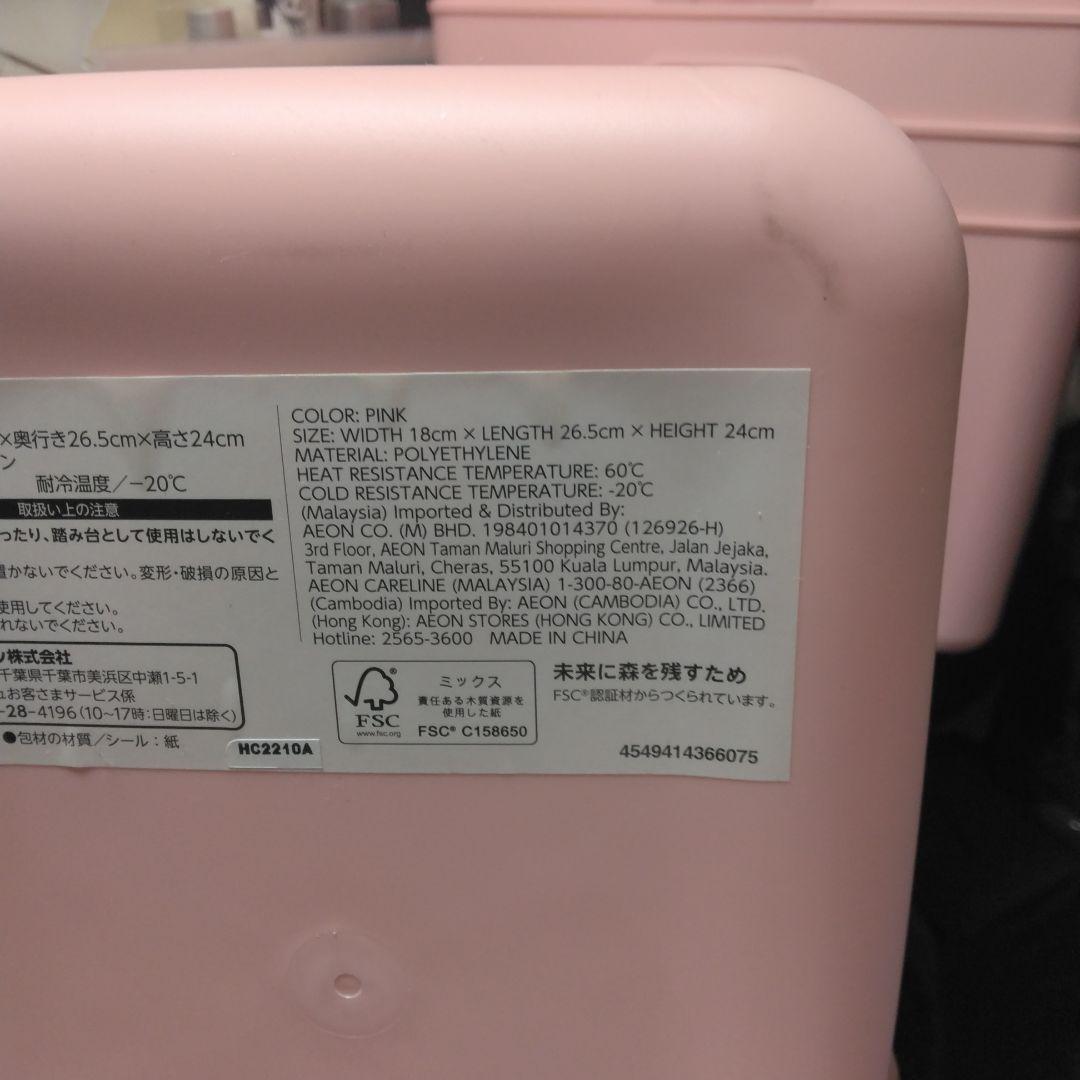 ×奥行き26.5cm×高さ24cm
ン
耐冷温度/−20℃
取扱い上の注意
ったり、踏み台として使用はしないでく
置かないでください。変形・破損の原因と
使用してください。
れないでください。
株式会社
千葉県千葉市美浜区中瀬1-5-1
ュお客さまサービス係
-28-4196(10~17時:日曜日は除く)
●包材の材質/シール:紙
HC2210A
COLOR: PINK
SIZE: WIDTH 18cm × LENGTH 26.5cm × HEIGHT 24cm
MATERIAL: POLYETHYLENE
HEAT RESISTANCE TEMPERATURE: 60℃
COLD RESISTANCE TEMPERATURE: -20℃
(Malaysia) Imported & Distributed By:
AEON CO. (M) BHD. 198401014370 (126926-H)
3rd Floor, AEON Taman Maluri Shopping Centre, Jalan Jejaka,
Taman Maluri, Cheras, 55100 Kuala Lumpur, Malaysia.
AEON CARELINE (MALAYSIA) 1-300-80-AEON (2366)
(Cambodia) Imported By: AEON (CAMBODIA) CO., LTD.
(Hong Kong): AEON STORES (HONG KONG) CO., LIMITED
Hotline: 2565-3600 MADE IN CHINA
FSC
www.fsc.org
ミックス
責任ある木質資源を
使用した紙
FSC® C158650
未来に森を残すため
FSC®認証材からつくられています。
4549414366075